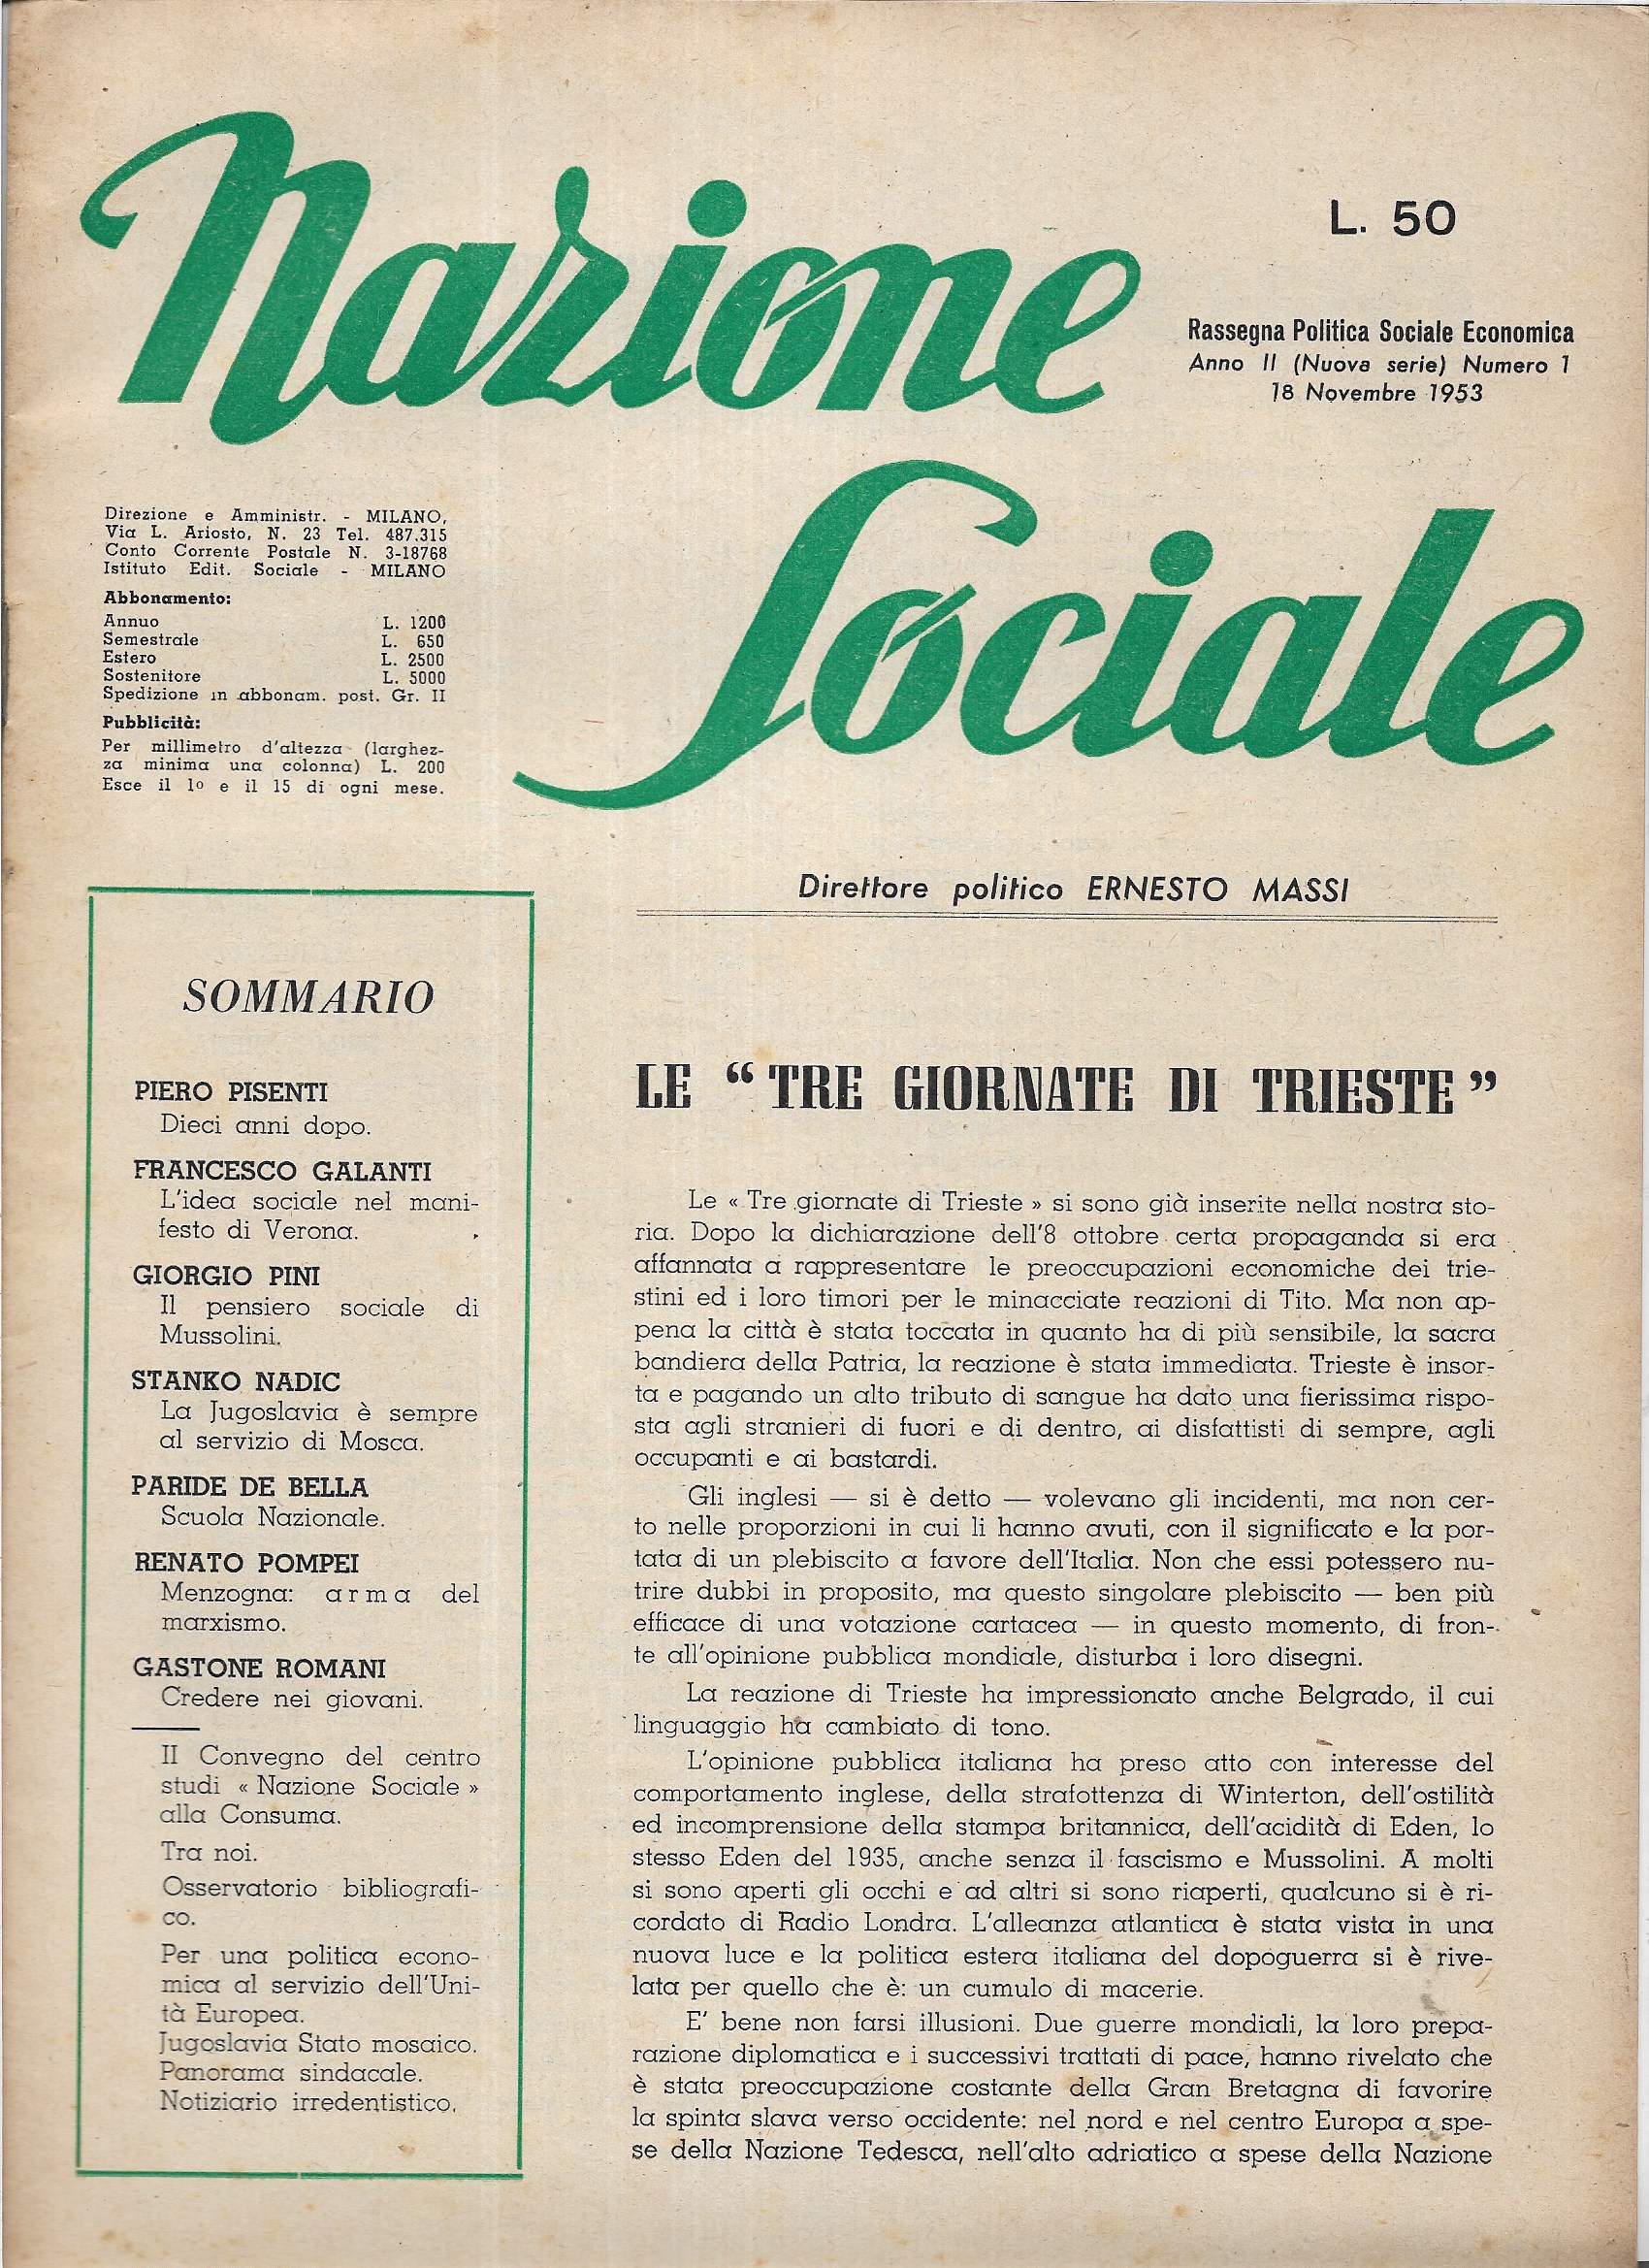 Nazione
Sociale
L. 50
Rassegna Politica Sociale Economica
Anno II (Nuova serie) Numero 1
18 Novembre 1953
Direzione e Amministr. - MILANO,
Via L. Ariosto, N. 23 Tel. 487.315
Conto Corrente Postale N. 3-18768
Istituto Edit. Sociale - MILANO
Abbonamento:
Annuo L. 1200
Semestrale L. 650
Estero L. 2500
Sostenitore L. 5000
Spedizione in abbonam. post. Gr. II
Pubblicità:
Per millimetro d'altezza (larghez-
za minima una colonna) L. 200
Esce il 1o e il 15 di ogni mese.
Direttore politico ERNESTO MASSI
SOMMARIO
PIERO PISENTI
Dieci anni dopo.
FRANCESCO GALANTI
L'idea sociale nel mani-
festo di Verona.
GIORGIO PINI
Il pensiero sociale di
Mussolini.
STANKO NADIC
La Jugoslavia è sempre
al servizio di Mosca.
PARIDE DE BELLA
Scuola Nazionale.
RENATO POMPEI
Menzogna: arma del
marxismo.
GASTONE ROMANI
Credere nei giovani.
II Convegno del centro
studi « Nazione Sociale »
alla Consuma.
Tra noi.
Osservatorio bibliografi-
co.
Per una politica econo-
mica al servizio dell'Uni-
tà Europea.
Jugoslavia Stato mosaico.
Panorama sindacale.
Notiziario irredentistico.
LE “ TRE GIORNATE DI TRIESTE ”
Le « Tre giornate di Trieste » si sono già inserite nella nostra sto-
ria. Dopo la dichiarazione dell'8 ottobre certa propaganda si era
affannata a rappresentare le preoccupazioni economiche dei trie-
stini ed i loro timori per le minacciate reazioni di Tito. Ma non ap-
pena la città è stata toccata in quanto ha di più sensibile, la sacra
bandiera della Patria, la reazione è stata immediata. Trieste è insor-
ta e pagando un alto tributo di sangue ha dato una fierissima rispo-
sta agli stranieri di fuori e di dentro, ai disfattisti di sempre, agli
occupanti e ai bastardi.
Gli inglesi — si è detto — volevano gli incidenti, ma non cer-
to nelle proporzioni in cui li hanno avuti, con il significato e la por-
tata di un plebiscito a favore dell'Italia. Non che essi potessero nu-
trire dubbi in proposito, ma questo singolare plebiscito — ben più
efficace di una votazione cartacea — in questo momento, di fron-
te all'opinione pubblica mondiale, disturba i loro disegni.
La reazione di Trieste ha impressionato anche Belgrado, il cui
linguaggio ha cambiato di tono.
L'opinione pubblica italiana ha preso atto con interesse del
comportamento inglese, della strafottenza di Winterton, dell'ostilità
ed incomprensione della stampa britannica, dell'acidità di Eden, lo
stesso Eden del 1935, anche senza il fascismo e Mussolini. A molti
si sono aperti gli occhi e ad altri si sono riaperti, qualcuno si è ri-
cordato di Radio Londra. L'alleanza atlantica è stata vista in una
nuova luce e la politica estera italiana del dopoguerra si è rive-
lata per quello che è: un cumulo di macerie.
E' bene non farsi illusioni. Due guerre mondiali, la loro prepa-
razione diplomatica e i successivi trattati di pace, hanno rivelato che
è stata preoccupazione costante della Gran Bretagna di favorire
la spinta slava verso occidente: nel nord e nel centro Europa a spe-
se della Nazione Tedesca, nell'alto adriatico a spese della Nazione